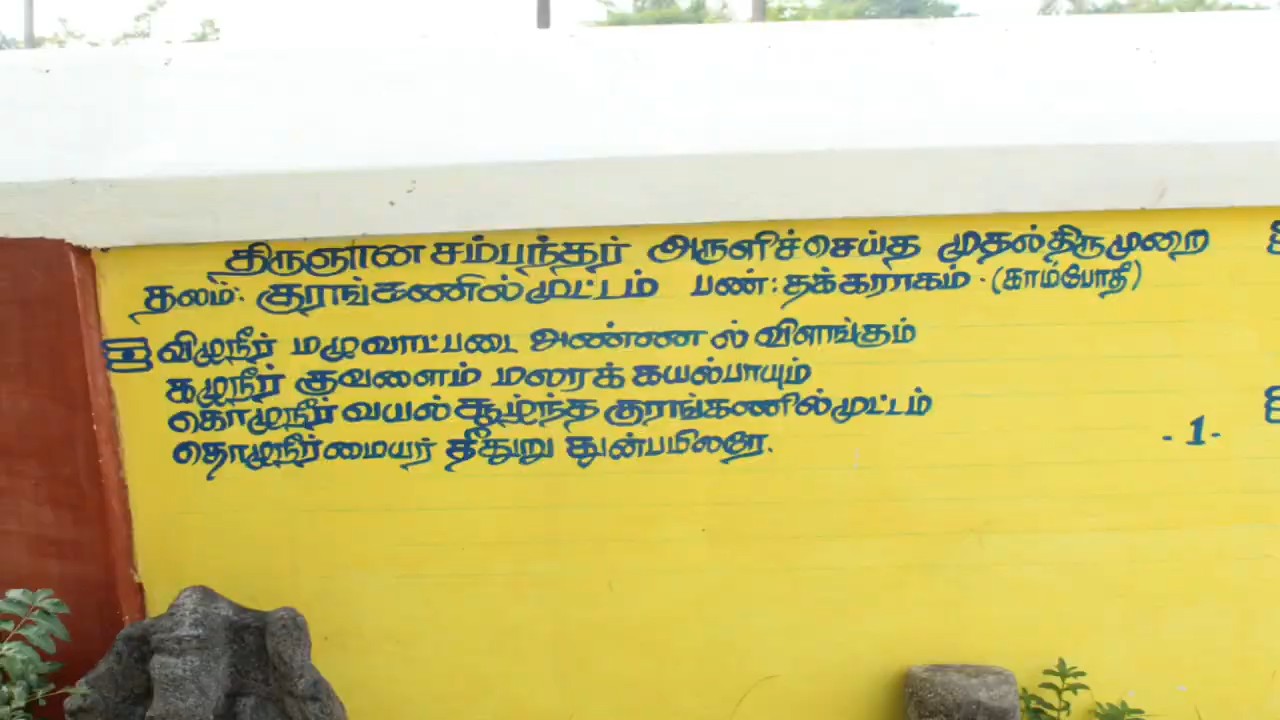 திருஞானசம்பந்தர் அருளிச்செய்த முதல்திருமுறை
தலம்: குரங்கணில்முட்டம் பண்: தக்கராகம் - (காம்போதி)
விழுநீர் மழுவாட்படை அண்ணல் விளங்கும்
கழுநீர் குவளைம் மலரக் கயல்பாயும்
கொழுநீர் வயல் சூழ்ந்த குரங்கணில்முட்டம்
தொழுநீர்மையர் தீதுறு துன்பமிலரே.
- 1 -